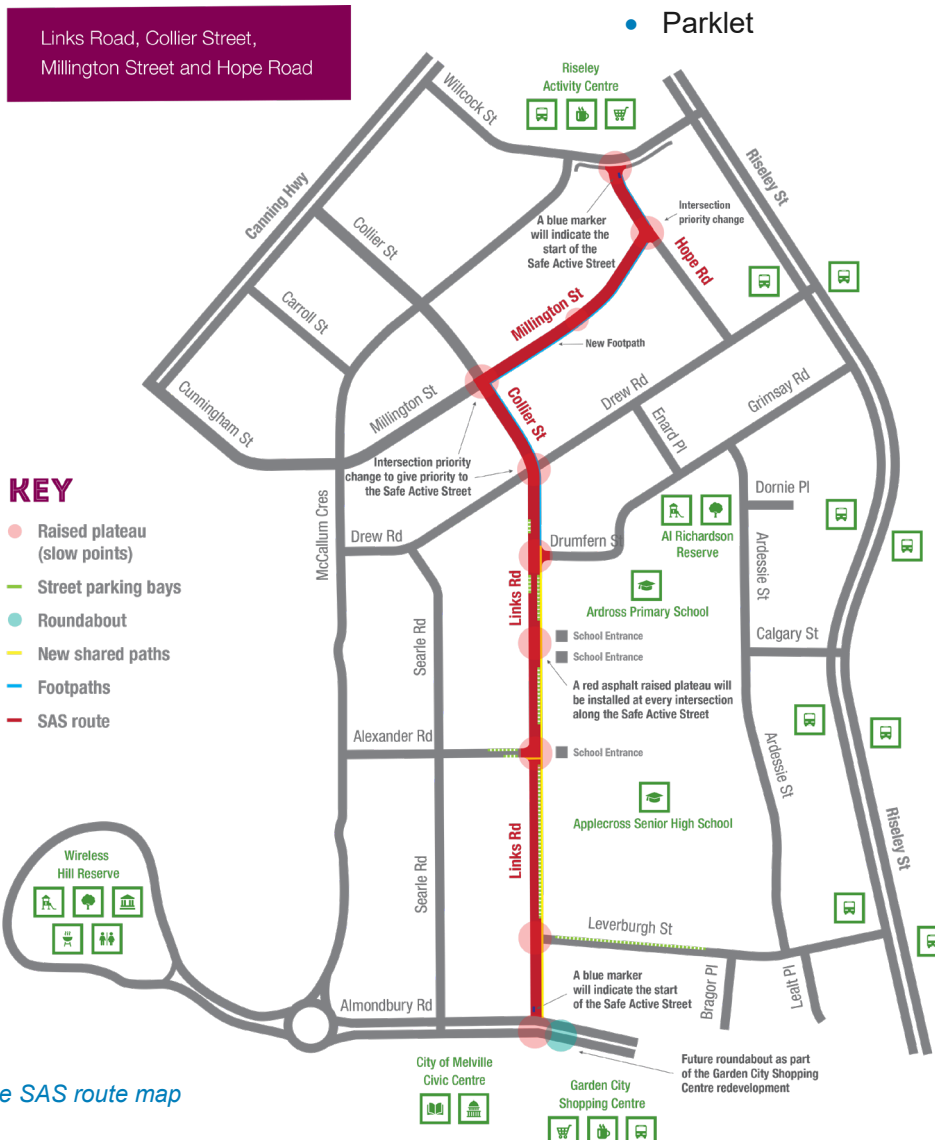 • Parklet
Links Road, Collier Street,
Millington Street and Hope Road
Riseley
Activity Centre
Willcock St
Canning Hwy
Riseley St
Collier St
A blue marker
will indicate the
start of the
Safe Active Street
Intersection
priority change
Hope Rd
Carroll St
Millington St
New Footpath
Cunningham St
Millington St
Collier St
Drew Rd
Grimsay Rd
Enard Pl
Intersection priority
change to give priority to
the Safe Active Street
KEY
Raised plateau
(slow points)
Street parking bays
Roundabout
New shared paths
Footpaths
SAS route
McCallum Cres
Drew Rd
Drumfern St
Al Richardson
Reserve
Dornie Pl
Ardessie St
Links Rd
Ardross Primary School
Searle Rd
School Entrance
School Entrance
Calgary St
A red asphalt raised plateau will
be installed at every intersection
along the Safe Active Street
Alexander Rd
School Entrance
Ardessie St
Applecross Senior High School
Riseley St
Links Rd
Searle Rd
Wireless
Hill Reserve
Leverburgh St
Bragor Pl
Lealt Pl
A blue marker
will indicate the start
of the Safe Active Street
Almondbury Rd
City of Melville
Civic Centre
Garden City
Shopping Centre
Future roundabout as part
of the Garden City Shopping
Centre redevelopment
e SAS route map